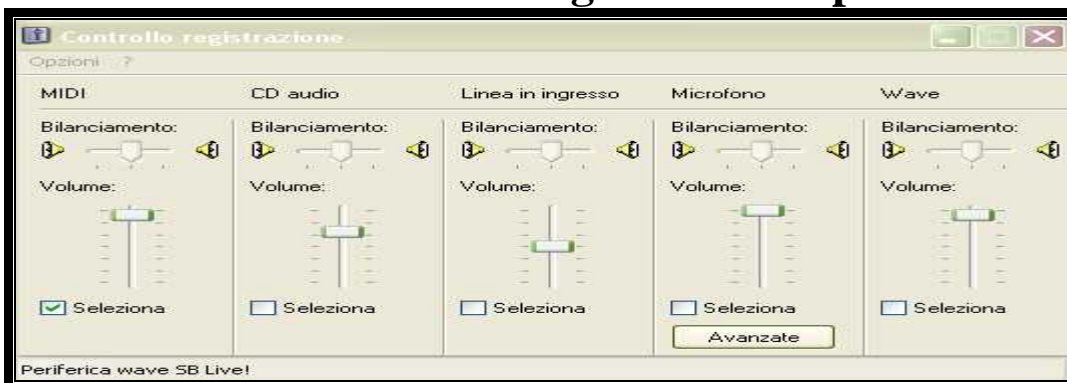 Controllo registrazione
Opzioni ?
MIDI CD audio Linea in ingresso Microfono Wave
Bilanciamento: Bilanciamento: Bilanciamento: Bilanciamento: Bilanciamento:
Volume: Volume: Volume: Volume: Volume:
Seleziona Seleziona Seleziona Seleziona Seleziona
Avanzate
Periferica wave SB Live!